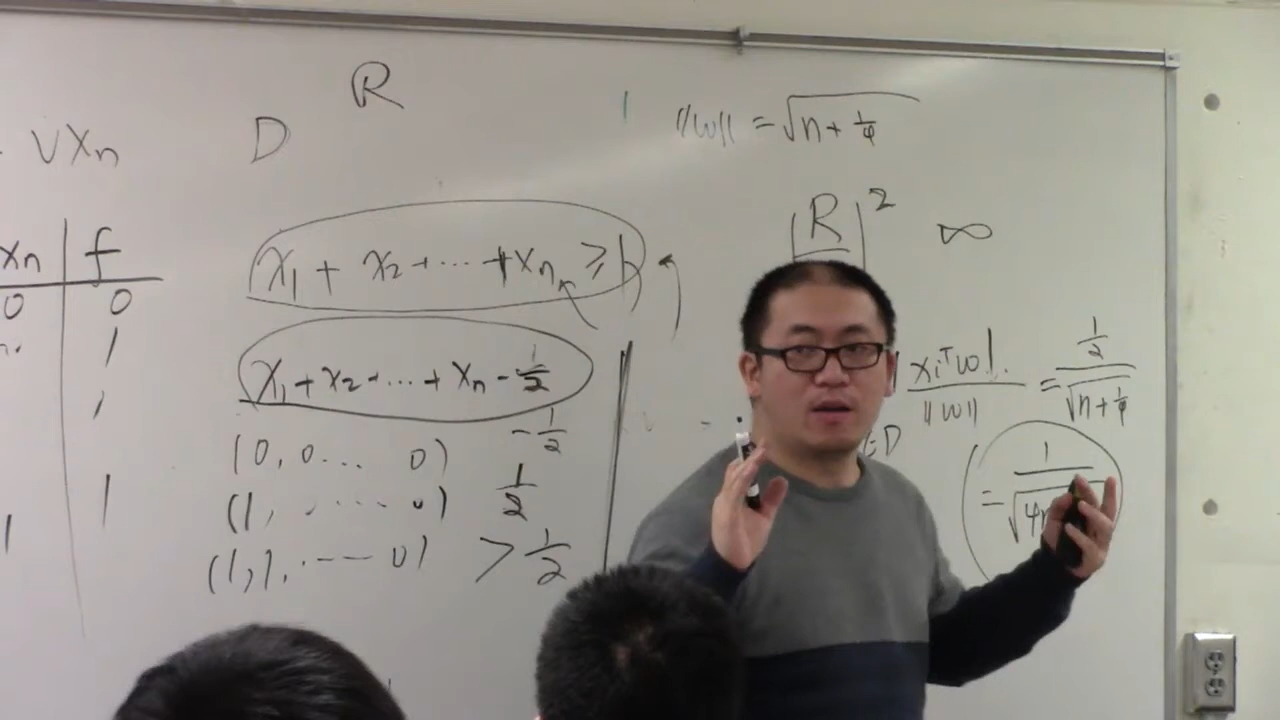 R
D
∨Xn
Xn | f
0 | 0
1
1
1
1
X1 + X2 + ... + Xn ≥ 1
X1 + X2 + ... + Xn - 1/2
(0, 0 ... 0) -1/2
(1, ..... 0) 1/2
(1, 1, .... 0) > 1/2
||w|| = √(n + 1/4)
|R|² ∞
|xiᵀw| / ||w|| = 1/2 / √(n + 1/4)
∈D